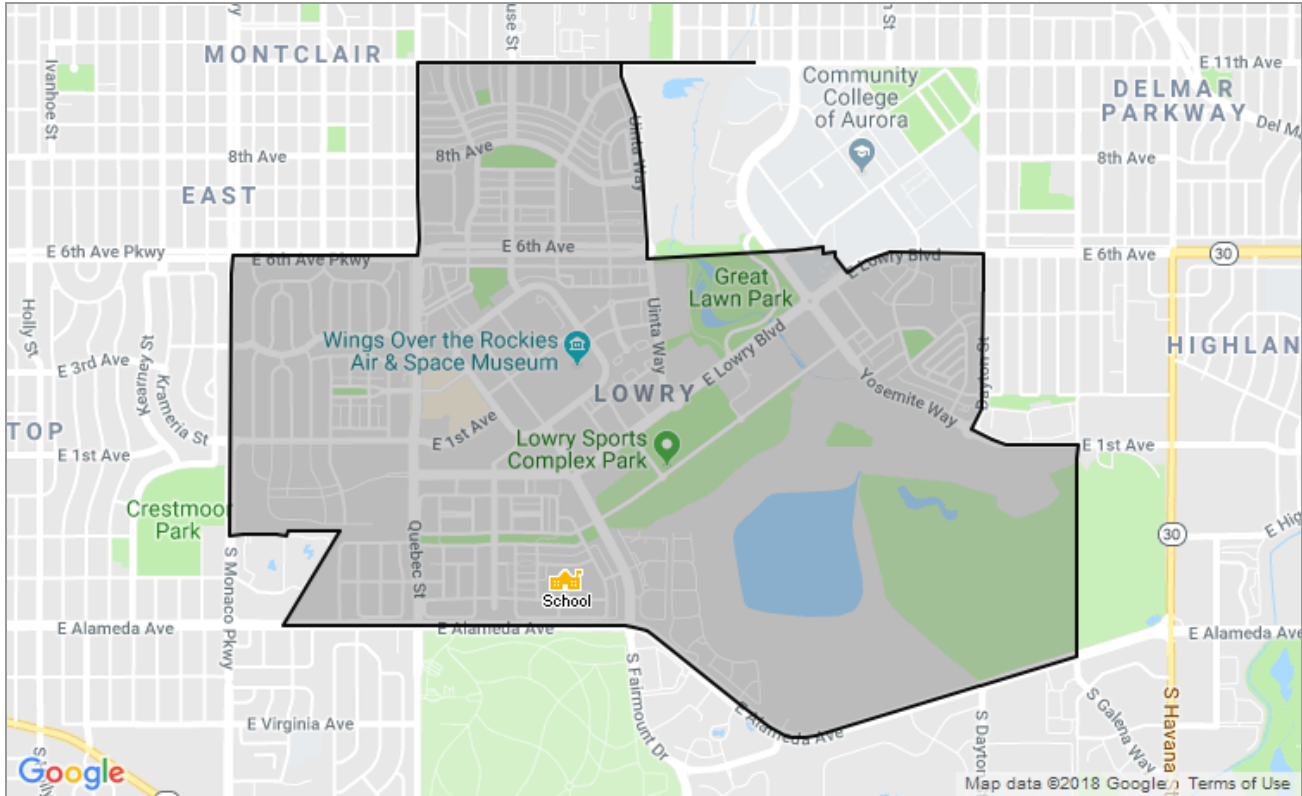 MONTCLAIR
Ivanhoe St
E 11th Ave
Community
College
of Aurora
DELMAR
PARKWAY
8th Ave
8th Ave
8th Ave
Uinta Way
EAST
E 6th Ave Pkwy
E 6th Ave Pkwy
E 6th Ave
E Lowry Blvd
E 6th Ave
30
Great
Lawn Park
Holly St
Kearney St
Krameria St
E 3rd Ave
Wings Over the Rockies
Air & Space Museum
Uinta Way
E Lowry Blvd
LOWRY
Yosemite Way
Dayton St
HIGHLAN
TOP
E 1st Ave
E 1st Ave
E 1st Ave
Lowry Sports
Complex Park
Crestmoor
Park
Quebec St
30
School
S Monaco Pkwy
E Alameda Ave
E Alameda Ave
E Alameda Ave
S Fairmount Dr
E Virginia Ave
E Alameda Ave
S Dayton
S Galena Way
S Havana
Google
Map data ©2018 Google
Terms of Use